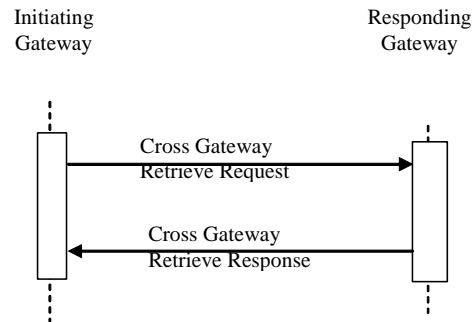 Initiating
Gateway
Responding
Gateway
Cross Gateway
Retrieve Request
Cross Gateway
Retrieve Response